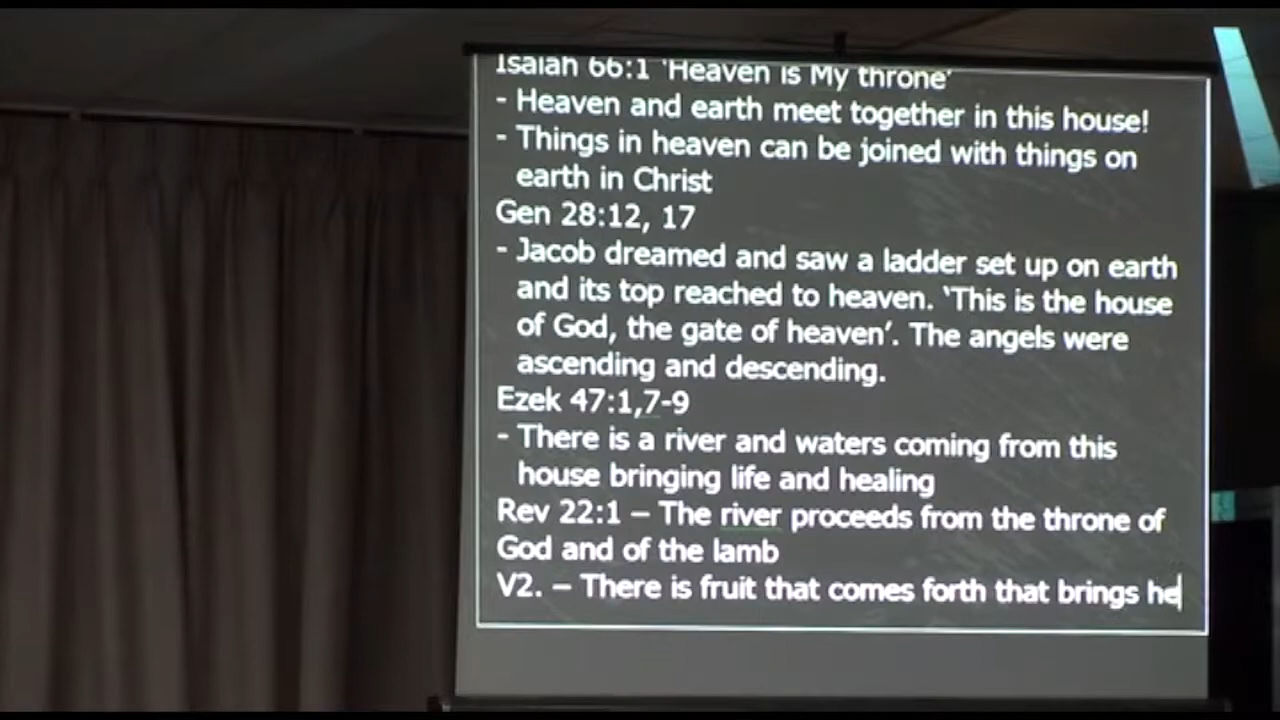 Isaiah 66:1 ‘Heaven is My throne’
- Heaven and earth meet together in this house!
- Things in heaven can be joined with things on
earth in Christ
Gen 28:12, 17
- Jacob dreamed and saw a ladder set up on earth
and its top reached to heaven. ‘This is the house
of God, the gate of heaven’. The angels were
ascending and descending.
Ezek 47:1,7-9
- There is a river and waters coming from this
house bringing life and healing
Rev 22:1 – The river proceeds from the throne of
God and of the lamb
V2. – There is fruit that comes forth that brings he